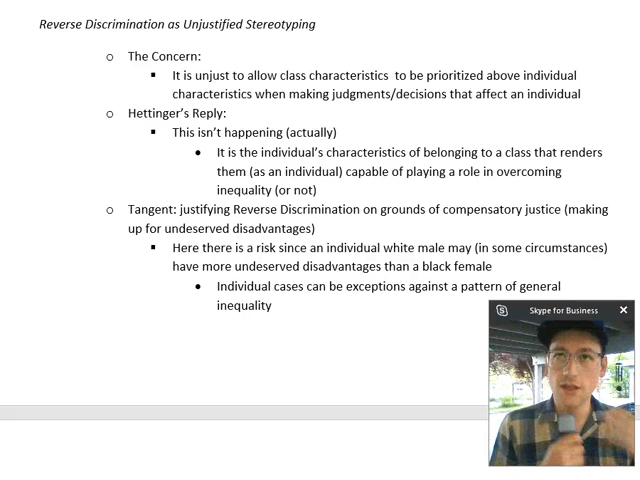 Reverse Discrimination as Unjustified Stereotyping
o The Concern:
▪ It is unjust to allow class characteristics to be prioritized above individual
characteristics when making judgments/decisions that affect an individual
o Hettinger's Reply:
▪ This isn't happening (actually)
• It is the individual's characteristics of belonging to a class that renders
them (as an individual) capable of playing a role in overcoming
inequality (or not)
o Tangent: justifying Reverse Discrimination on grounds of compensatory justice (making
up for undeserved disadvantages)
▪ Here there is a risk since an individual white male may (in some circumstances)
have more undeserved disadvantages than a black female
• Individual cases can be exceptions against a pattern of general
inequality
Skype for Business